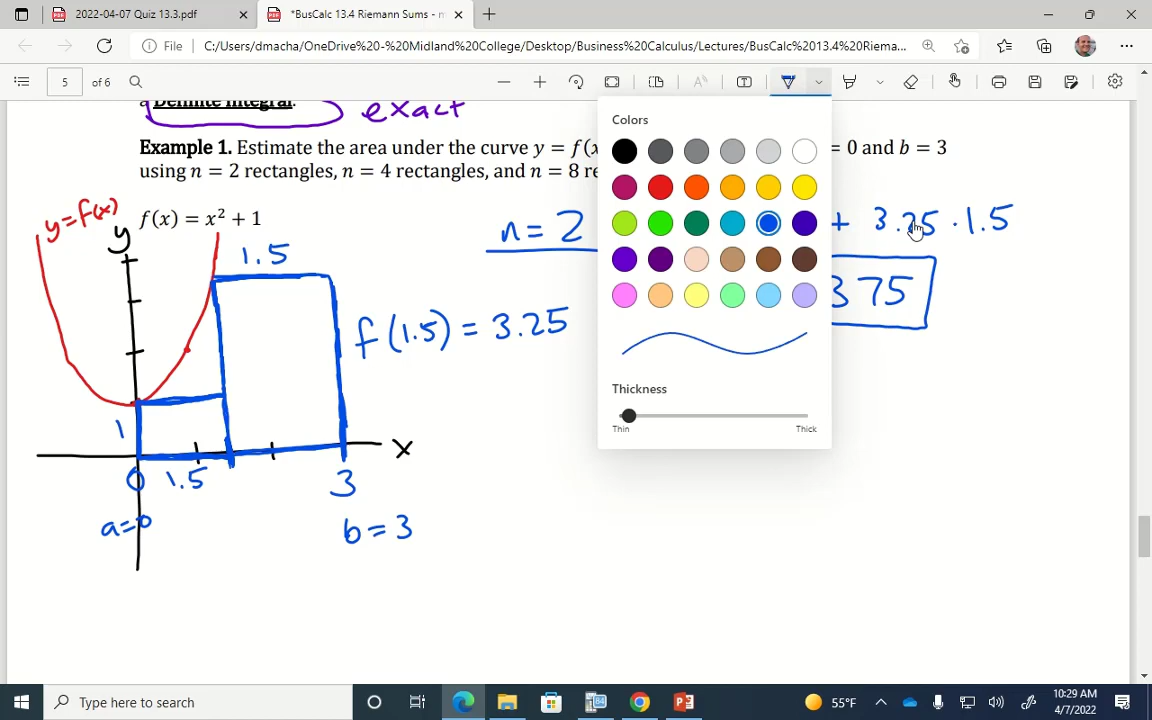 2022-04-07 Quiz 13.3.pdf
*BusCalc 13.4 Riemann Sums - m
File
C:/Users/dmacha/OneDrive%20-%20Midland%20College/Desktop/Business%20Calculus/Lectures/BusCalc%2013.4%20Riema...
5 of 6
a Definite Integral.
exact
Colors
Example 1. Estimate the area under the curve y = f(x = 0 and b = 3
using n = 2 rectangles, n = 4 rectangles, and n = 8 re
f(x) = x² + 1
y=f(x)
y
n = 2
+ 3.25 · 1.5
1.5
375
f(1.5) = 3.25
1
x
0
1.5
3
a=0
b=3
Thickness
Thin
Thick
Type here to search
55°F
10:29 AM
4/7/2022